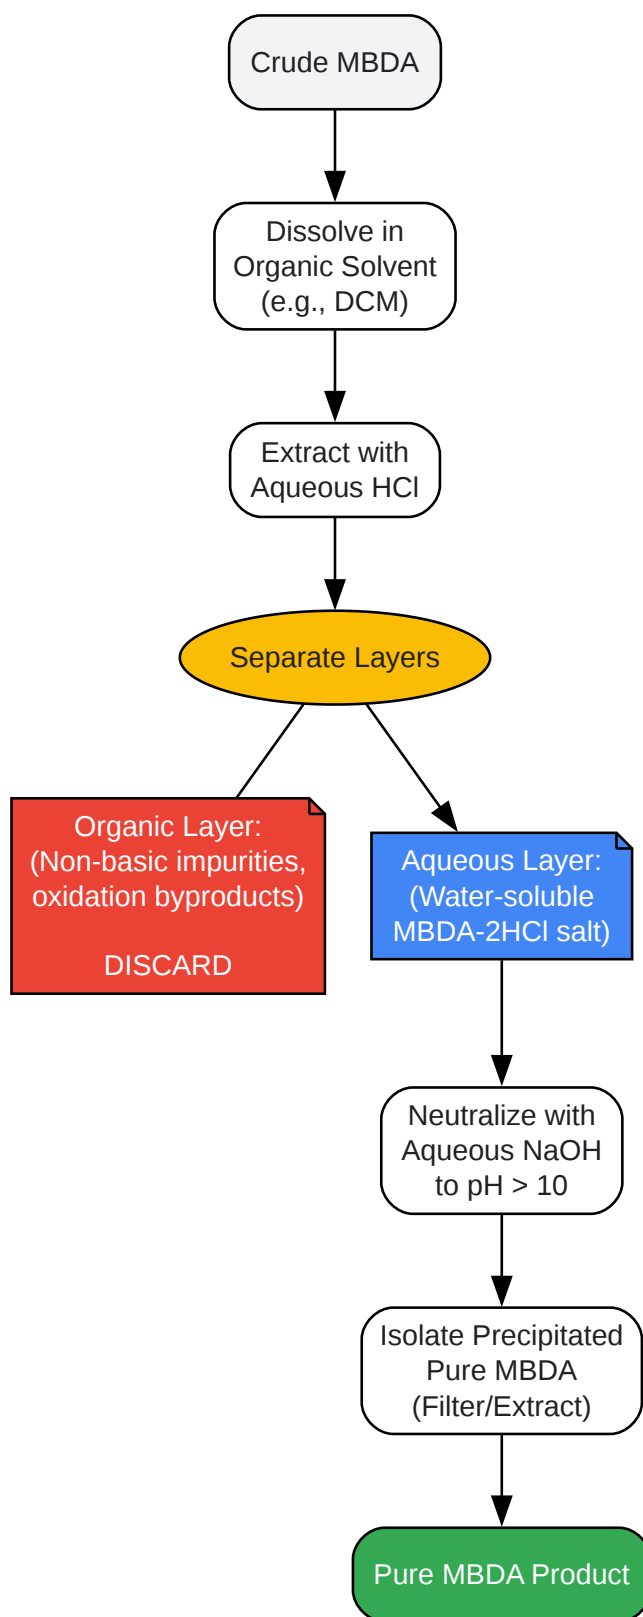 Crude MBDA
Dissolve in
Organic Solvent
(e.g., DCM)
Extract with
Aqueous HCl
Separate Layers
Organic Layer:
(Non-basic impurities,
oxidation byproducts)
DISCARD
Aqueous Layer:
(Water-soluble
MBDA-2HCl salt)
Neutralize with
Aqueous NaOH
to pH > 10
Isolate Precipitated
Pure MBDA
(Filter/Extract)
Pure MBDA Product